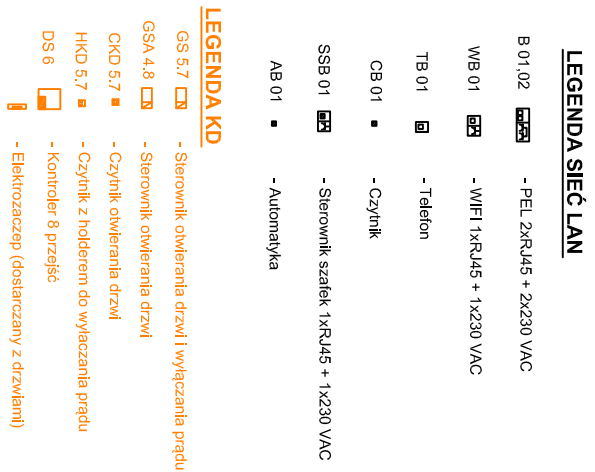 LEGENDA SIEĆ LAN
B 01,02 - PEL 2xRJ45 + 2x230 VAC
WB 01 - WIFI 1xRJ45 + 1x230 VAC
TB 01 - Telefon
CB 01 - Czytnik
SSB 01 - Sterownik szafek 1xRJ45 + 1x230 VAC
AB 01 - Automatyka
LEGENDA KD
GS 5.7 - Sterownik otwierania drzwi i wyłączania prądu
GSA 4.8 - Sterownik otwierania drzwi
CKD 5.7 - Czytnik otwierania drzwi
HKD 5.7 - Czytnik z holderem do wyłaczania prądu
DS 6 - Kontroler 8 przejść
- Elektrozaczep (dostarczany z drzwiami)